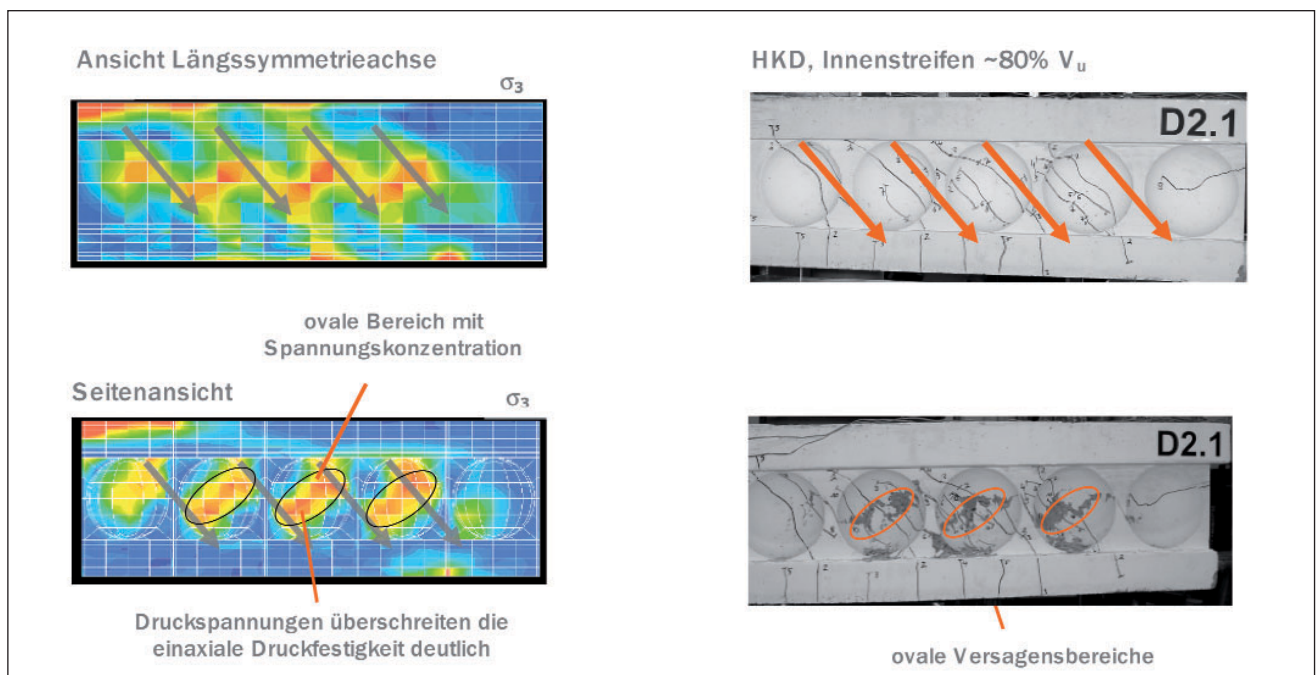 Ansicht Längssymmetrieachse
σ₃
HKD, Innenstreifen ~80% Vᵤ
D2.1
ovale Bereich mit
Spannungskonzentration
Seitenansicht
σ₃
D2.1
Druckspannungen überschreiten die
einaxiale Druckfestigkeit deutlich
ovale Versagensbereiche